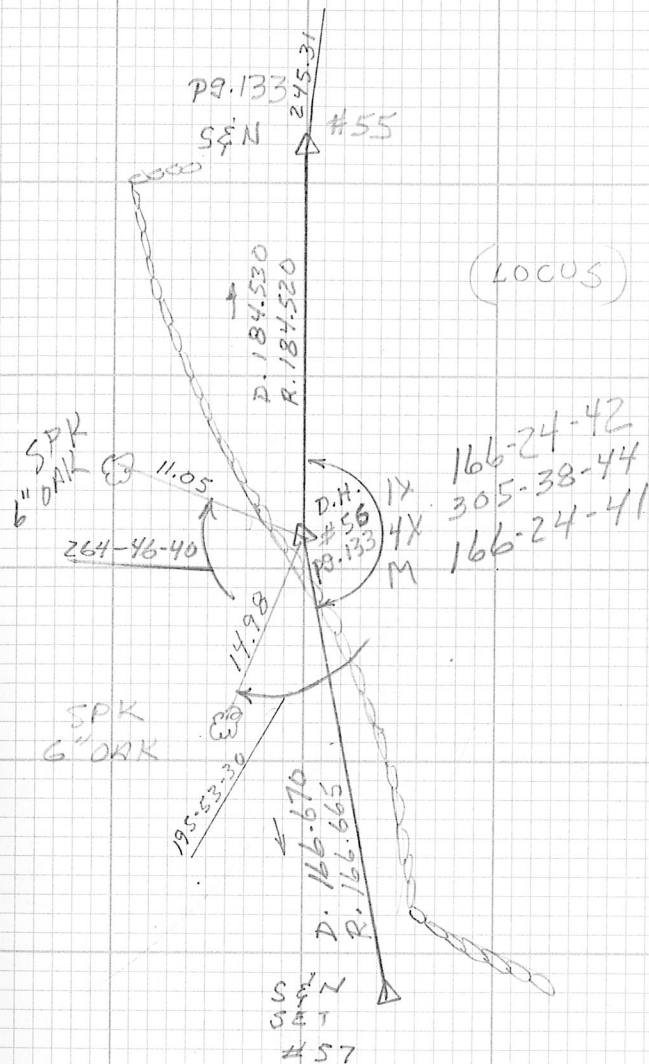 245.31
pg.133
S&N
#55
D. 184.530
R. 184.520
(LOCUS)
SPK
6" OAK
11.05
264-46-40
D.H.
#56
pg.133
1X 166-24-42
4X 305-38-44
M 166-24-41
14.98
SPK
6" OAK
195-53-30
D. 166.670
R. 166.665
S&N
SET
#57